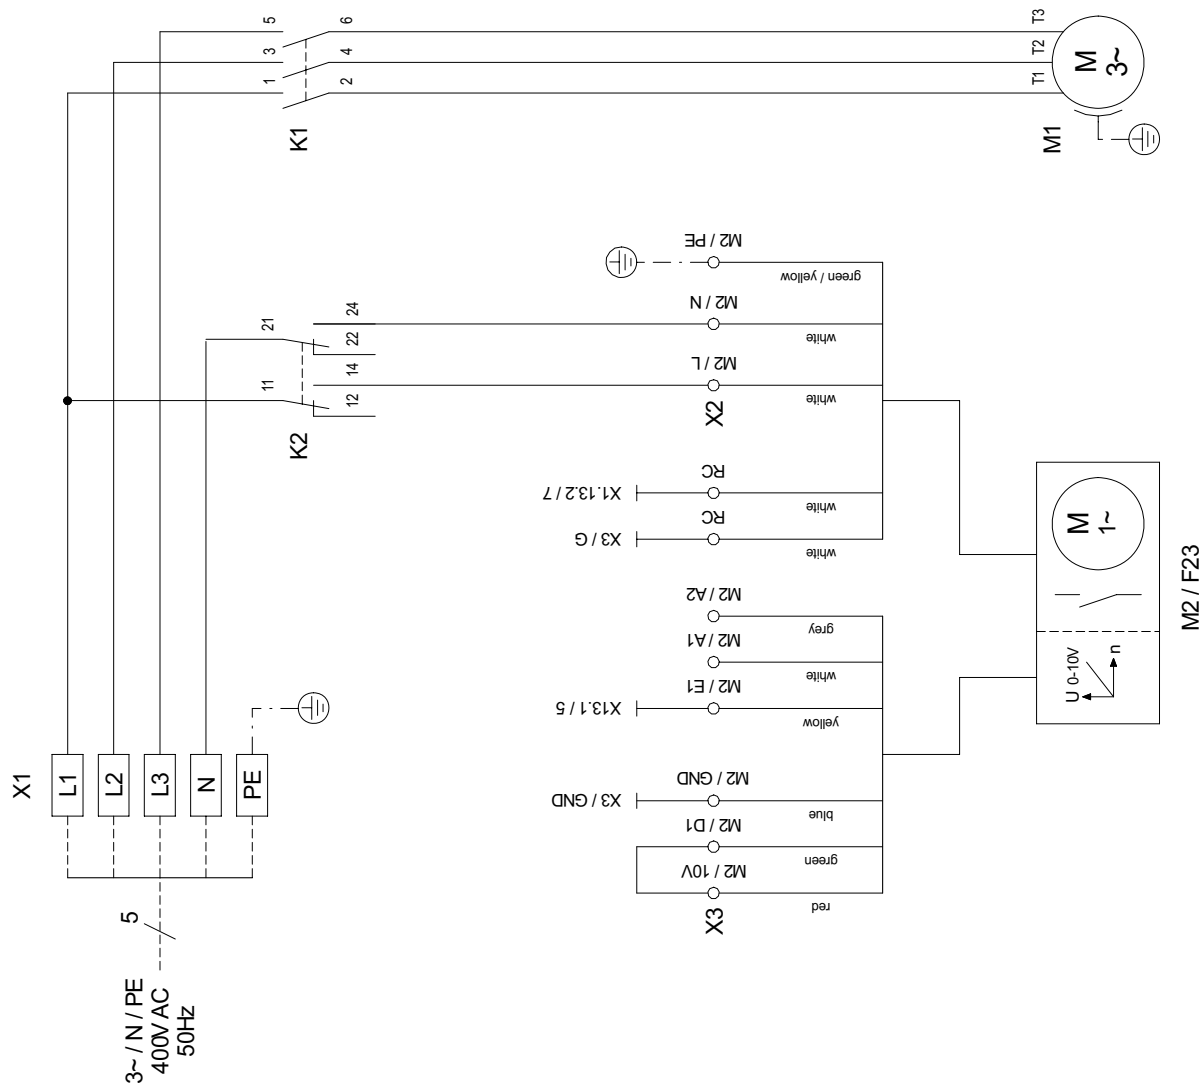 3~ / N / PE
400V AC
50Hz
5
X1
L1
L2
L3
N
PE
K1
1
3
5
2
4
6
K2
11
21
12
14
22
24
X3
M2 / 10V
M2 / D1
M2 / GND
M2 / E1
M2 / A1
M2 / A2
X3 / GND
X13.1 / 5
red
green
blue
yellow
white
grey
X3 / G
X1.13.2 / 7
RC
RC
X2
M2 / L
M2 / N
M2 / PE
white
white
white
white
green / yellow
M1
T1
T2
T3
M
3~
U 0-10V
n
M
1~
M2 / F23